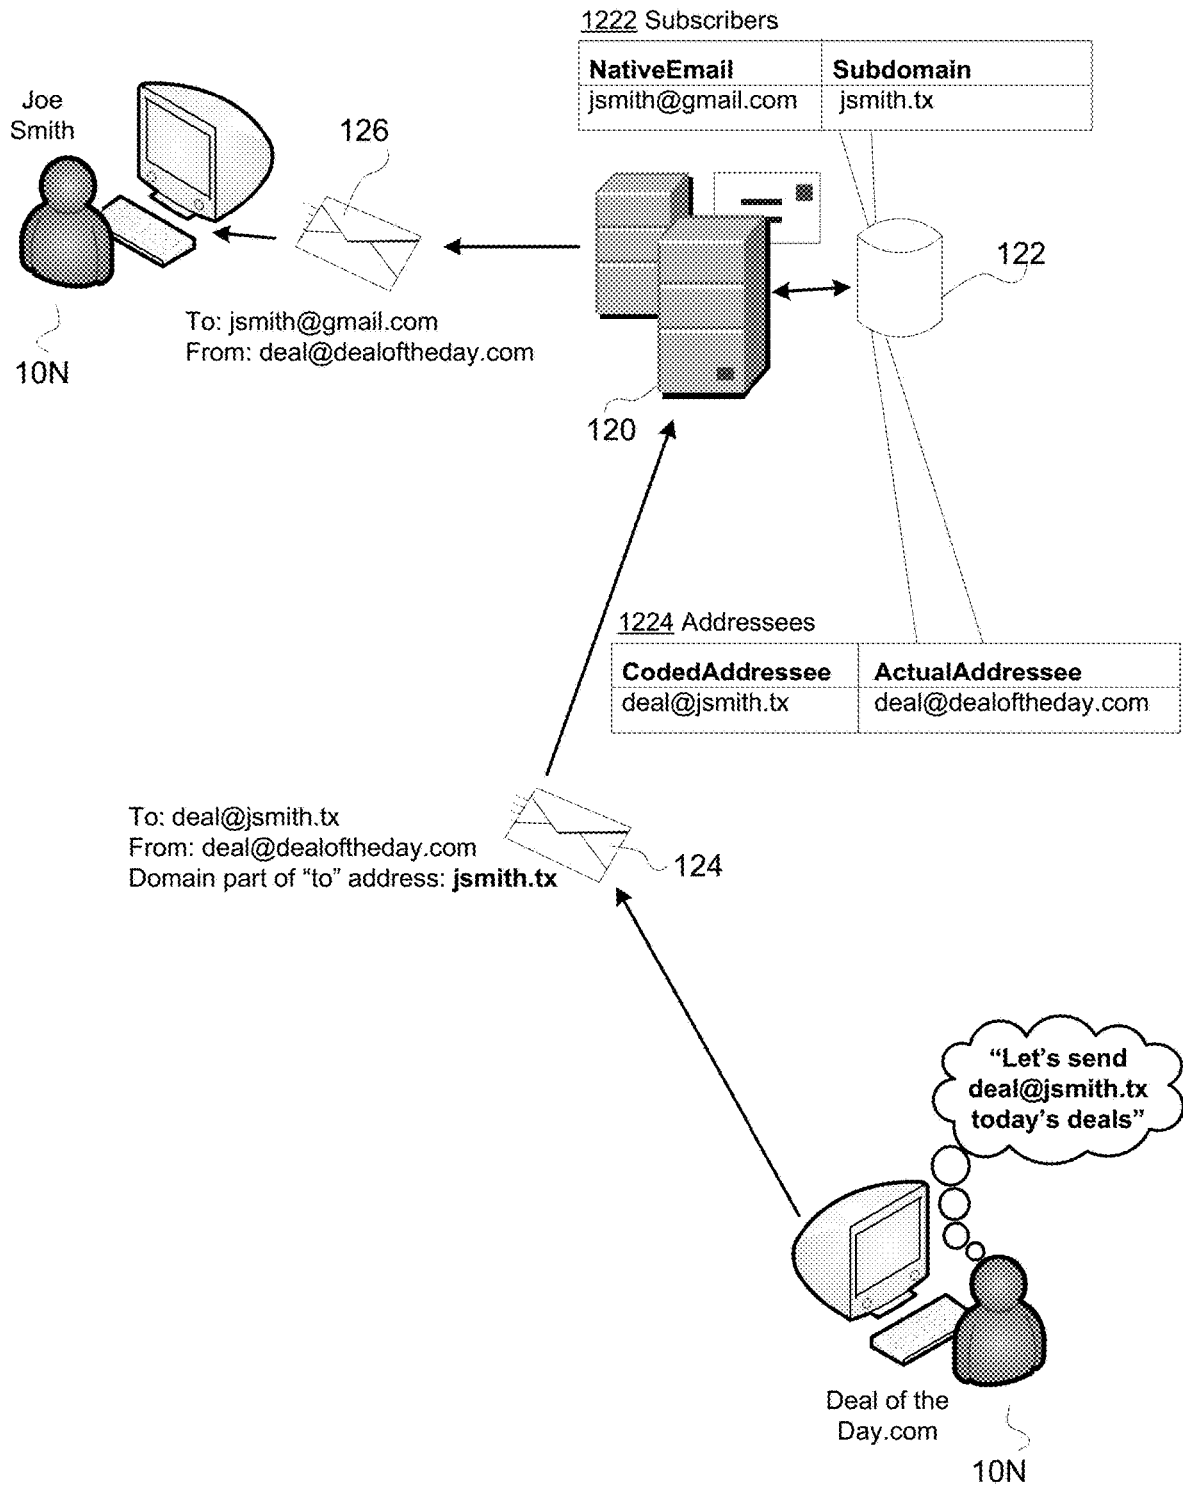 1222 Subscribers
NativeEmail Subdomain
jsmith@gmail.com jsmith.tx
Joe
Smith
126
122
To: jsmith@gmail.com
From: deal@dealoftheday.com
10N
120
1224 Addressees
CodedAddressee ActualAddressee
deal@jsmith.tx deal@dealoftheday.com
To: deal@jsmith.tx
From: deal@dealoftheday.com
Domain part of “to” address: jsmith.tx
124
“Let’s send
deal@jsmith.tx
today’s deals”
Deal of the
Day.com
10N